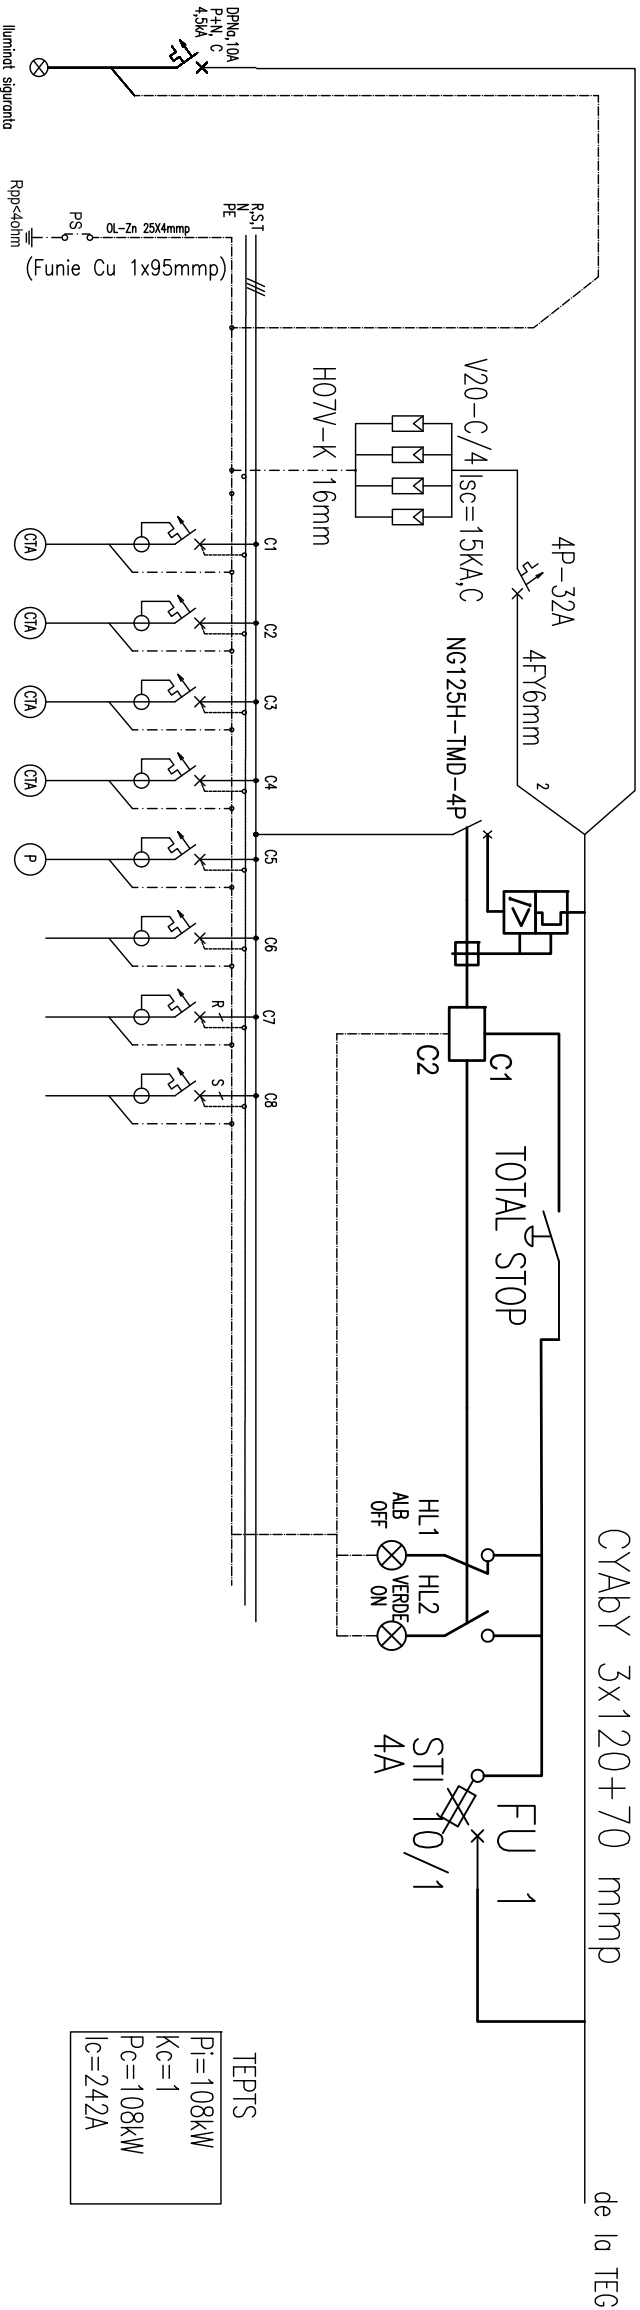 DPNa,10A
P+N, C
4,5kA
Iluminat siguranta
R,S,T
N
PE
OL-Zn 25X4mmp
PS
Rpp<4ohm
(Funie Cu 1x95mmp)
V20-C/4 Isc=15KA,C
H07V-K 16mm
4P-32A
4FY6mm
2
NG125H-TMD-4P
I>
C1
C2
TOTAL STOP
HL1
ALB
OFF
HL2
VERDE
ON
CYAbY 3x120+70 mmp
FU 1
STI 10/1
4A
de la TEG
C1
C2
C3
C4
C5
C6
C7
C8
R
S
CTA
CTA
CTA
CTA
P
TEPTS
Pi=108kW
Kc=1
Pc=108kW
Ic=242A